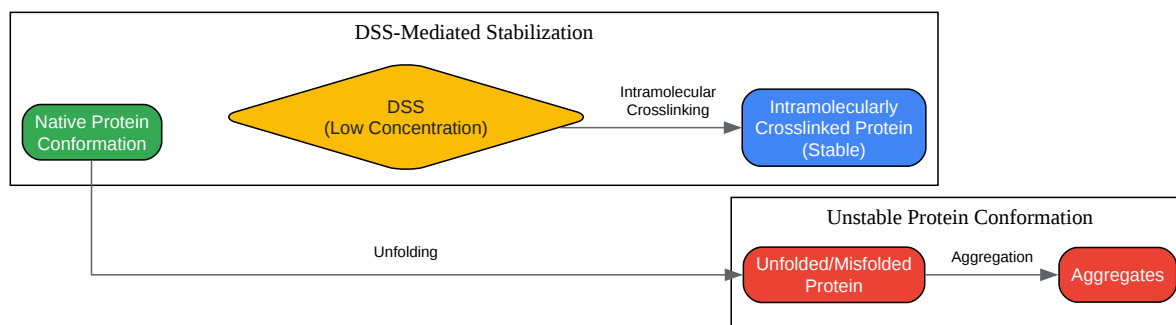 DSS-Mediated Stabilization
Native Protein
Conformation
DSS
(Low Concentration)
Intramolecular
Crosslinking
Intramolecularly
Crosslinked Protein
(Stable)
Unfolding
Unstable Protein Conformation
Unfolded/Misfolded
Protein
Aggregation
Aggregates